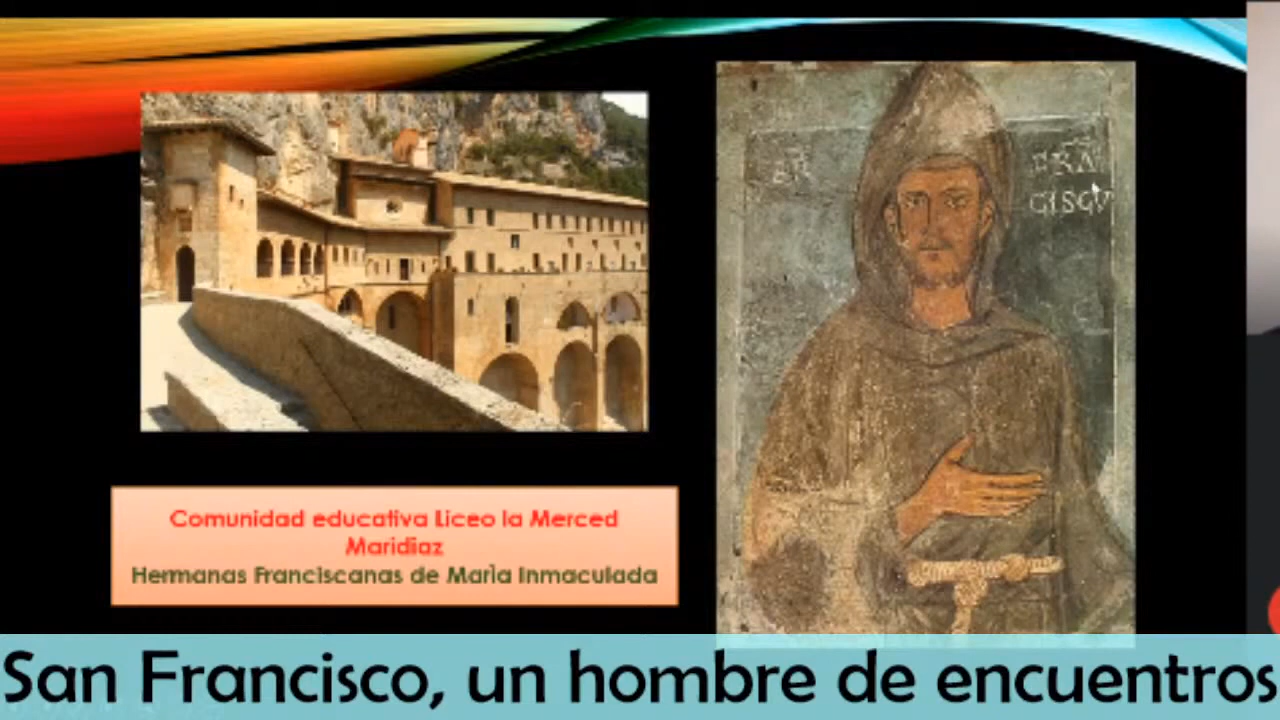 FR
FRA
CISCV
Comunidad educativa Liceo la Merced
Maridiaz
Hermanas Franciscanas de Marìa Inmaculada
San Francisco, un hombre de encuentros